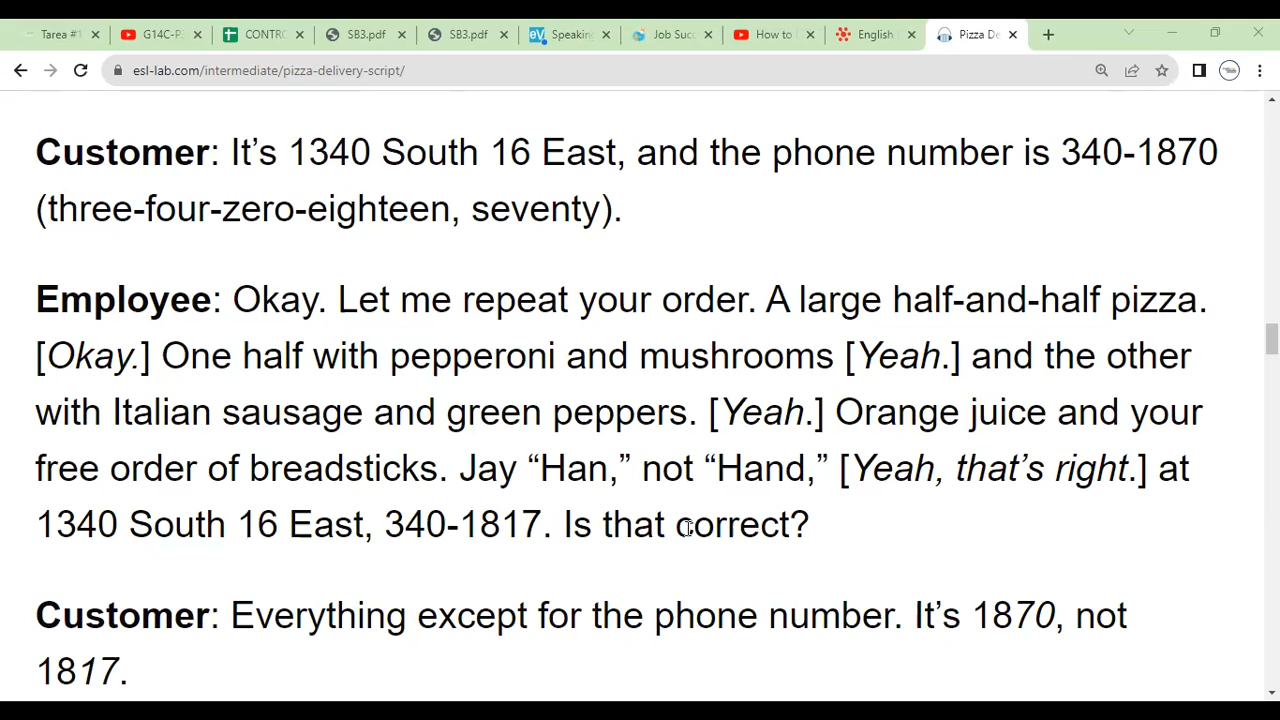 Tarea #1
G14C-P
CONTRO
SB3.pdf
SB3.pdf
eV
Speakin
Job Suc
How to
English
Pizza De
esl-lab.com/intermediate/pizza-delivery-script/
Customer: It’s 1340 South 16 East, and the phone number is 340-1870
(three-four-zero-eighteen, seventy).
Employee: Okay. Let me repeat your order. A large half-and-half pizza.
[Okay.] One half with pepperoni and mushrooms [Yeah.] and the other
with Italian sausage and green peppers. [Yeah.] Orange juice and your
free order of breadsticks. Jay “Han,” not “Hand,” [Yeah, that’s right.] at
1340 South 16 East, 340-1817. Is that correct?
Customer: Everything except for the phone number. It’s 1870, not
1817.